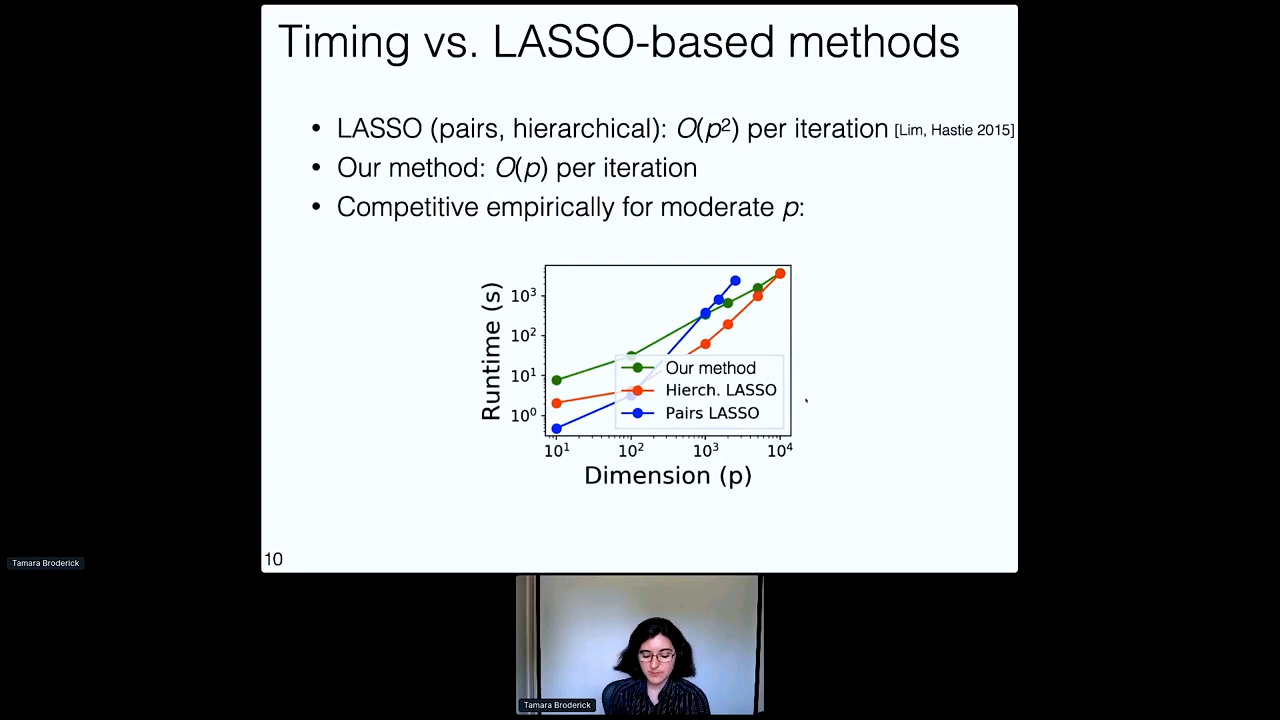 Timing vs. LASSO-based methods
• LASSO (pairs, hierarchical): O(p²) per iteration [Lim, Hastie 2015]
• Our method: O(p) per iteration
• Competitive empirically for moderate p:
Runtime (s)
10³
10²
10¹
10⁰
Our method
Hierch. LASSO
Pairs LASSO
10¹ 10² 10³ 10⁴
Dimension (p)
10
Tamara Broderick
Tamara Broderick